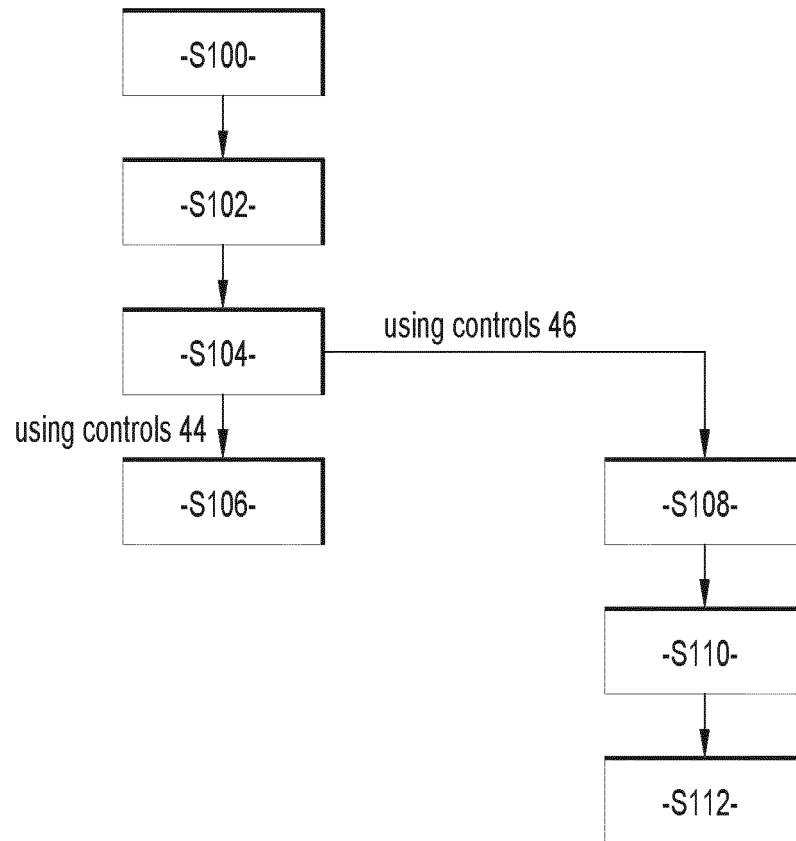 -S100-
-S102-
using controls 46
-S104-
using controls 44
-S106-
-S108-
-S110-
-S112-